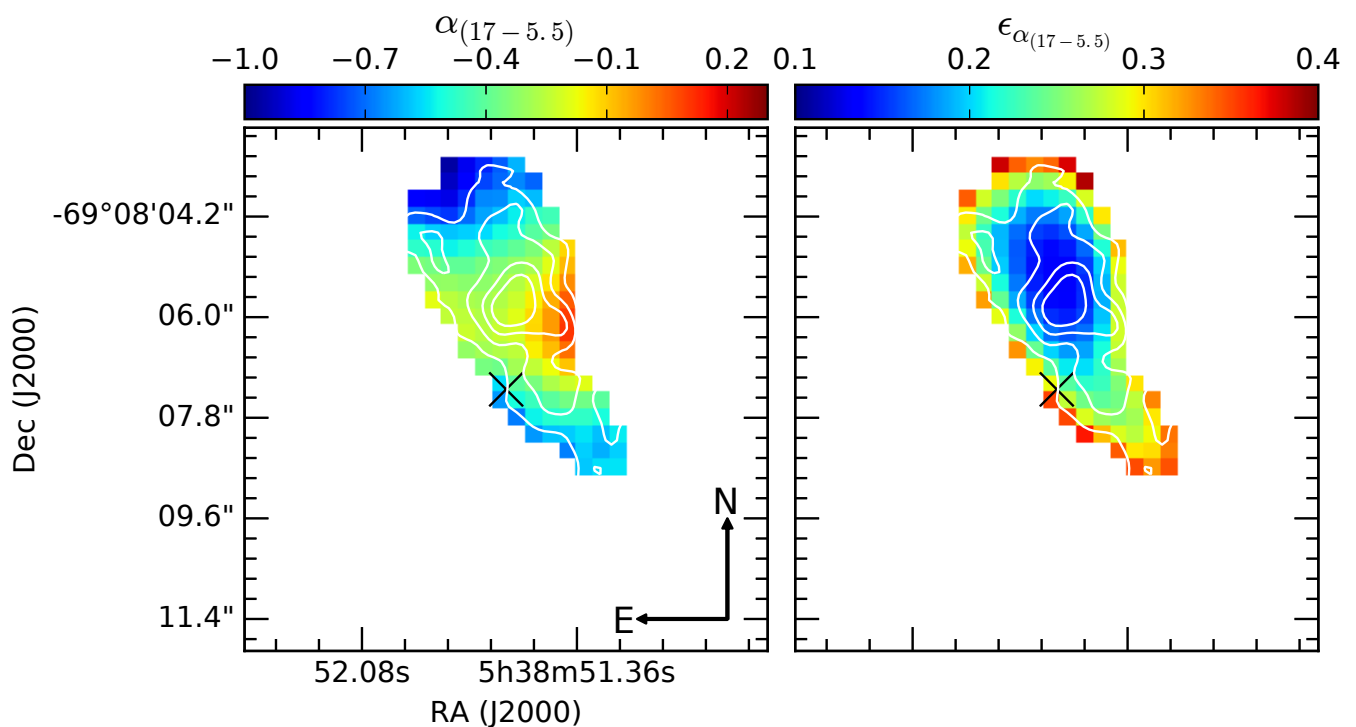 α(17−5.5)
−1.0 −0.7 −0.4 −0.1 0.2
ϵα(17−5.5)
0.1 0.2 0.3 0.4
-69°08'04.2"
06.0"
07.8"
09.6"
11.4"
Dec (J2000)
N
E
52.08s 5h38m51.36s
RA (J2000)